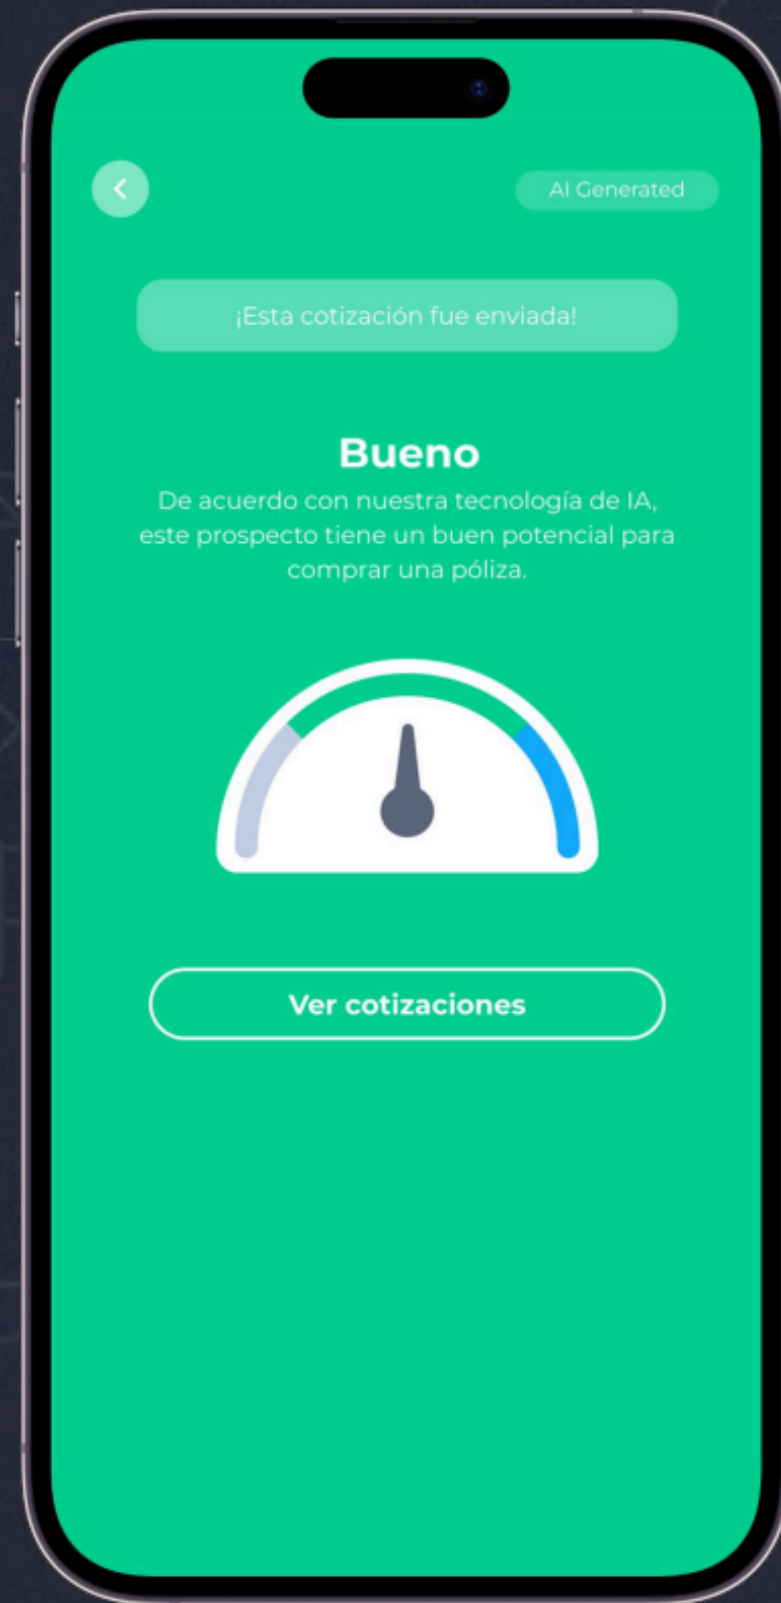 AI Generated
¡Esta cotización fue enviada!
Bueno
De acuerdo con nuestra tecnología de IA,
este prospecto tiene un buen potencial para
comprar una póliza.
Ver cotizaciones